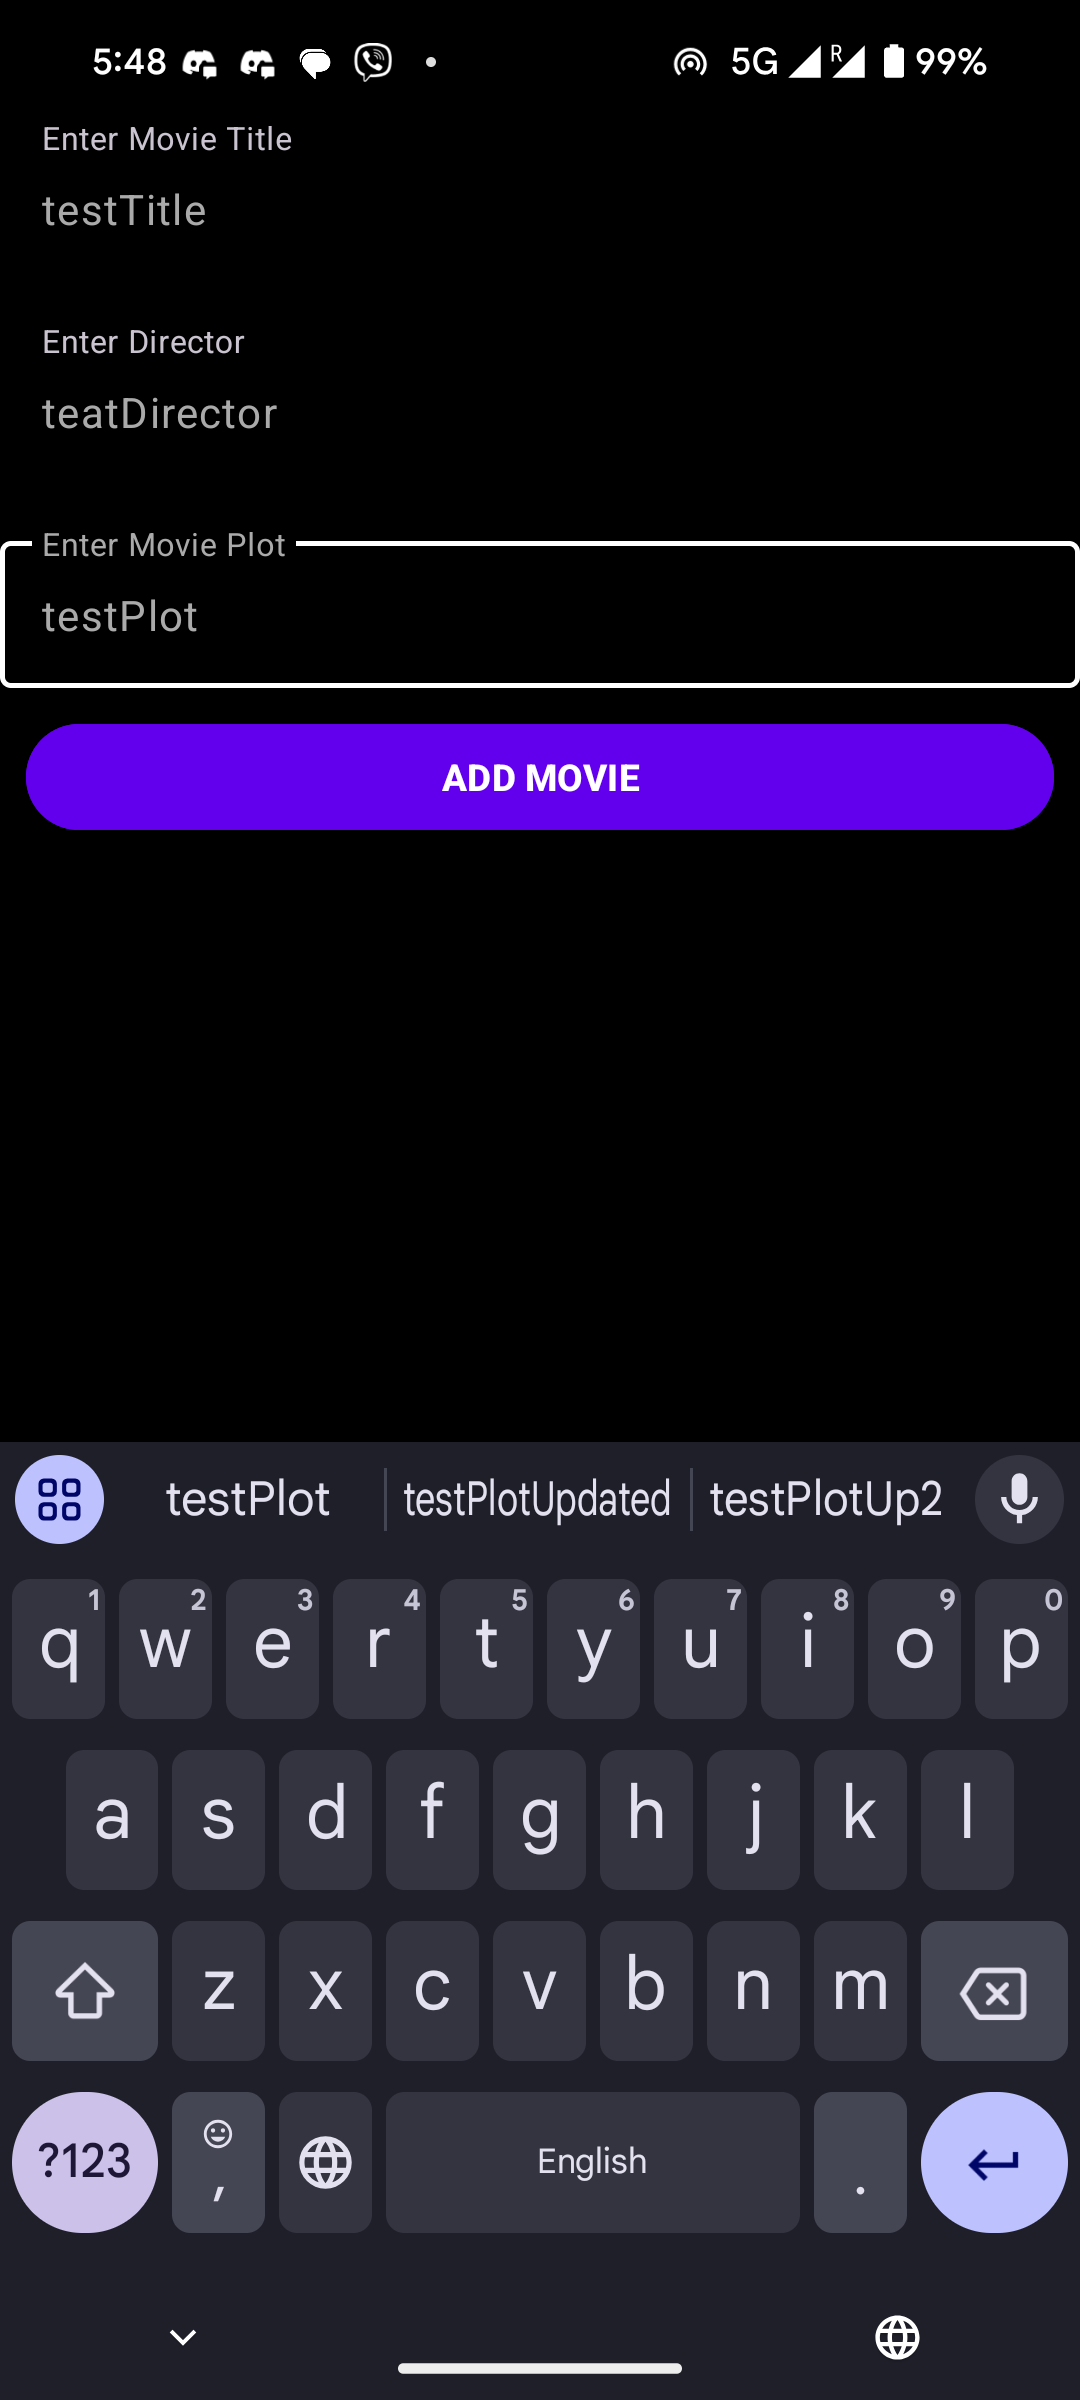 5:48 5G R 99%
Enter Movie Title
testTitle
Enter Director
teatDirector
Enter Movie Plot
testPlot
ADD MOVIE
testPlot testPlotUpdated testPlotUp2
1 2 3 4 5 6 7 8 9 0
q w e r t y u i o p
a s d f g h j k l
z x c v b n m
?123 , English .